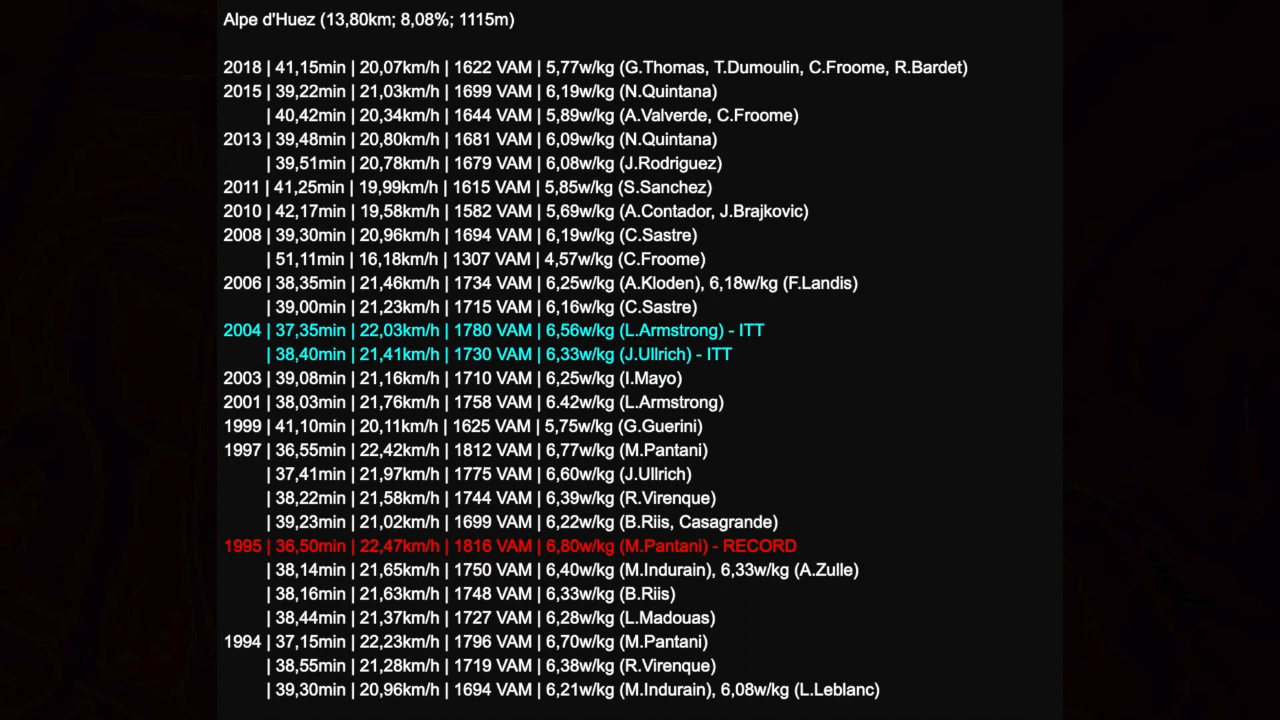 Alpe d'Huez (13,80km; 8,08%; 1115m)
2018 | 41,15min | 20,07km/h | 1622 VAM | 5,77w/kg (G.Thomas, T.Dumoulin, C.Froome, R.Bardet)
2015 | 39,22min | 21,03km/h | 1699 VAM | 6,19w/kg (N.Quintana)
| 40,42min | 20,34km/h | 1644 VAM | 5,89w/kg (A.Valverde, C.Froome)
2013 | 39,48min | 20,80km/h | 1681 VAM | 6,09w/kg (N.Quintana)
| 39,51min | 20,78km/h | 1679 VAM | 6,08w/kg (J.Rodriguez)
2011 | 41,25min | 19,99km/h | 1615 VAM | 5,85w/kg (S.Sanchez)
2010 | 42,17min | 19,58km/h | 1582 VAM | 5,69w/kg (A.Contador, J.Brajkovic)
2008 | 39,30min | 20,96km/h | 1694 VAM | 6,19w/kg (C.Sastre)
| 51,11min | 16,18km/h | 1307 VAM | 4,57w/kg (C.Froome)
2006 | 38,35min | 21,46km/h | 1734 VAM | 6,25w/kg (A.Kloden), 6,18w/kg (F.Landis)
| 39,00min | 21,23km/h | 1715 VAM | 6,16w/kg (C.Sastre)
2004 | 37,35min | 22,03km/h | 1780 VAM | 6,56w/kg (L.Armstrong) - ITT
| 38,40min | 21,41km/h | 1730 VAM | 6,33w/kg (J.Ullrich) - ITT
2003 | 39,08min | 21,16km/h | 1710 VAM | 6,25w/kg (I.Mayo)
2001 | 38,03min | 21,76km/h | 1758 VAM | 6.42w/kg (L.Armstrong)
1999 | 41,10min | 20,11km/h | 1625 VAM | 5,75w/kg (G.Guerini)
1997 | 36,55min | 22,42km/h | 1812 VAM | 6,77w/kg (M.Pantani)
| 37,41min | 21,97km/h | 1775 VAM | 6,60w/kg (J.Ullrich)
| 38,22min | 21,58km/h | 1744 VAM | 6,39w/kg (R.Virenque)
| 39,23min | 21,02km/h | 1699 VAM | 6,22w/kg (B.Riis, Casagrande)
1995 | 36,50min | 22,47km/h | 1816 VAM | 6,80w/kg (M.Pantani) - RECORD
| 38,14min | 21,65km/h | 1750 VAM | 6,40w/kg (M.Indurain), 6,33w/kg (A.Zulle)
| 38,16min | 21,63km/h | 1748 VAM | 6,33w/kg (B.Riis)
| 38,44min | 21,37km/h | 1727 VAM | 6,28w/kg (L.Madouas)
1994 | 37,15min | 22,23km/h | 1796 VAM | 6,70w/kg (M.Pantani)
| 38,55min | 21,28km/h | 1719 VAM | 6,38w/kg (R.Virenque)
| 39,30min | 20,96km/h | 1694 VAM | 6,21w/kg (M.Indurain), 6,08w/kg (L.Leblanc)